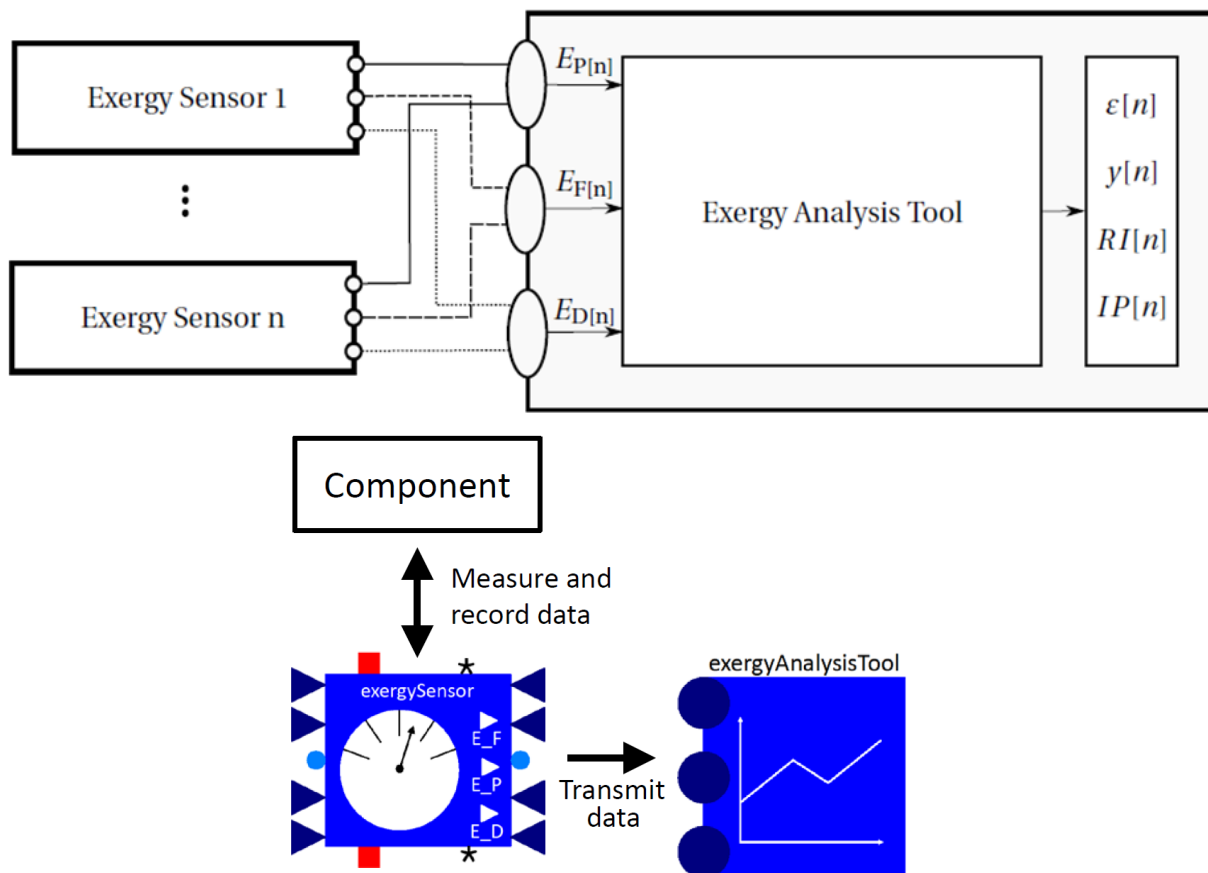 Exergy Sensor 1
⋮
Exergy Sensor n
E_P[n]
E_F[n]
E_D[n]
Exergy Analysis Tool
ε[n]
y[n]
RI[n]
IP[n]
Component
Measure and
record data
exergySensor
E_F
E_P
E_D
Transmit
data
exergyAnalysisTool